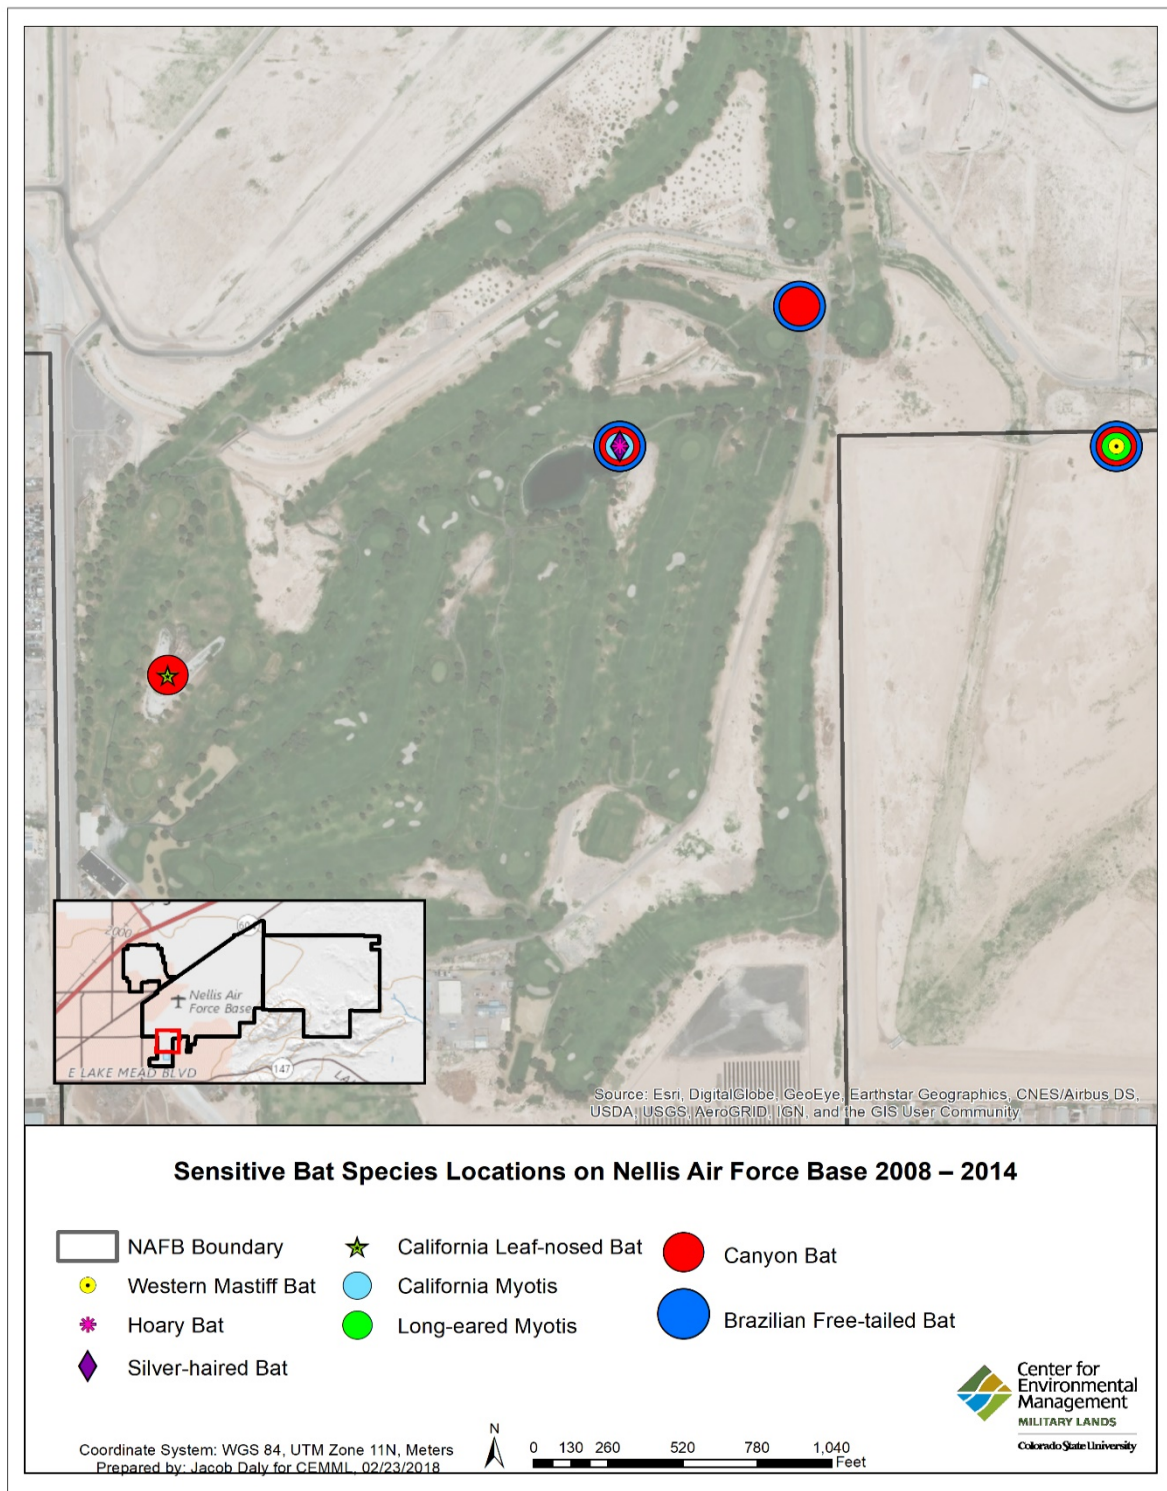 2000
604
Nellis Air
Force Base
E LAKE MEAD BLVD
147
Source: Esri, DigitalGlobe, GeoEye, Earthstar Geographics, CNES/Airbus DS,
USDA, USGS, AeroGRID, IGN, and the GIS User Community
Sensitive Bat Species Locations on Nellis Air Force Base 2008 – 2014
NAFB Boundary
Western Mastiff Bat
Hoary Bat
Silver-haired Bat
California Leaf-nosed Bat
California Myotis
Long-eared Myotis
Canyon Bat
Brazilian Free-tailed Bat
Center for
Environmental
Management
MILITARY LANDS
Colorado State University
Coordinate System: WGS 84, UTM Zone 11N, Meters
Prepared by: Jacob Daly for CEMML, 02/23/2018
N
0 130 260 520 780 1,040
Feet